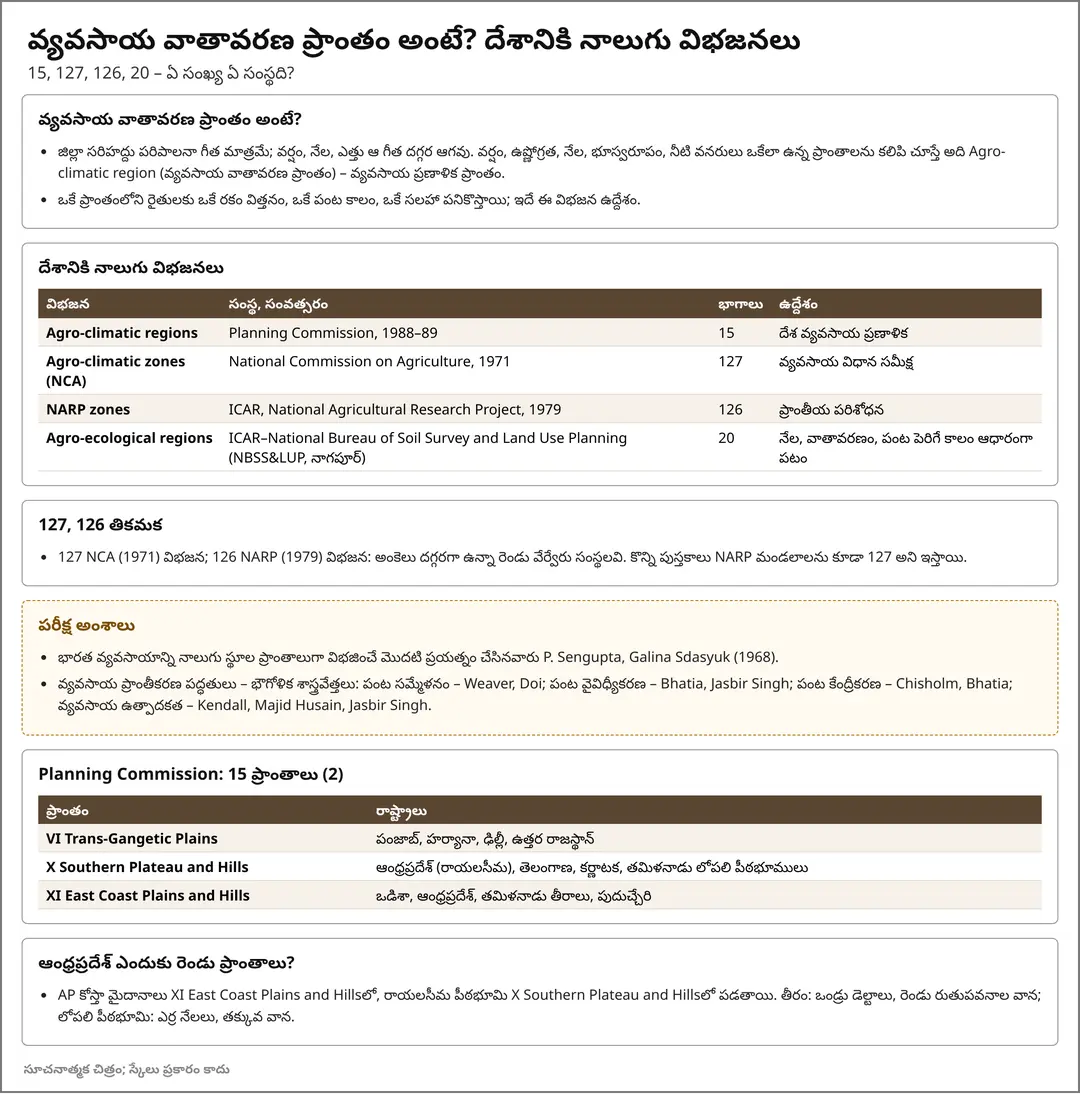 వ్యవసాయ వాతావరణ ప్రాంతం అంటే? దేశానికి నాలుగు విభజనలు
15, 127, 126, 20 – ఏ సంఖ్య ఏ సంస్థది?
వ్యవసాయ వాతావరణ ప్రాంతం అంటే?
• జిల్లా సరిహద్దు పరిపాలనా గీత మాత్రమే; వర్షం, నేల, ఎత్తు ఆ గీత దగ్గర ఆగవు. వర్షం, ఉష్ణోగ్రత, నేల, భూస్వరూపం, నీటి వనరులు ఒకేలా ఉన్న ప్రాంతాలను కలిపి చూస్తే అది Agro-
climatic region (వ్యవసాయ వాతావరణ ప్రాంతం) – వ్యవసాయ ప్రణాళిక ప్రాంతం.
• ఒకే ప్రాంతంలోని రైతులకు ఒకే రకం విత్తనం, ఒకే పంట కాలం, ఒకే సలహా పనికొస్తాయి; ఇదే ఈ విభజన ఉద్దేశం.
దేశానికి నాలుగు విభజనలు
విభజన సంస్థ, సంవత్సరం భాగాలు ఉద్దేశం
Agro-climatic regions Planning Commission, 1988–89 15 దేశ వ్యవసాయ ప్రణాళిక
Agro-climatic zones National Commission on Agriculture, 1971 127 వ్యవసాయ విధాన సమీక్ష
(NCA)
NARP zones ICAR, National Agricultural Research Project, 1979 126 ప్రాంతీయ పరిశోధన
Agro-ecological regions ICAR–National Bureau of Soil Survey and Land Use Planning 20 నేల, వాతావరణం, పంట పెరిగే కాలం ఆధారంగా
(NBSS&LUP, నాగపూర్) పటం
127, 126 తికమక
• 127 NCA (1971) విభజన; 126 NARP (1979) విభజన: అంకెలు దగ్గరగా ఉన్నా రెండు వేర్వేరు సంస్థలవి. కొన్ని పుస్తకాలు NARP మండలాలను కూడా 127 అని ఇస్తాయి.
పరీక్ష అంశాలు
• భారత వ్యవసాయాన్ని నాలుగు స్థూల ప్రాంతాలుగా విభజించే మొదటి ప్రయత్నం చేసినవారు P. Sengupta, Galina Sdasyuk (1968).
• వ్యవసాయ ప్రాంతీకరణ పద్ధతులు – భౌగోళిక శాస్త్రవేత్తలు: పంట సమ్మేళనం – Weaver, Doi; పంట వైవిధ్యీకరణ – Bhatia, Jasbir Singh; పంట కేంద్రీకరణ – Chisholm, Bhatia;
వ్యవసాయ ఉత్పాదకత – Kendall, Majid Husain, Jasbir Singh.
Planning Commission: 15 ప్రాంతాలు (2)
ప్రాంతం రాష్ట్రాలు
VI Trans-Gangetic Plains పంజాబ్, హర్యానా, ఢిల్లీ, ఉత్తర రాజస్థాన్
X Southern Plateau and Hills ఆంధ్రప్రదేశ్ (రాయలసీమ), తెలంగాణ, కర్ణాటక, తమిళనాడు లోపలి పీఠభూములు
XI East Coast Plains and Hills ఒడిశా, ఆంధ్రప్రదేశ్, తమిళనాడు తీరాలు, పుదుచ్చేరి
ఆంధ్రప్రదేశ్ ఎందుకు రెండు ప్రాంతాలు?
• AP కోస్తా మైదానాలు XI East Coast Plains and Hillsలో, రాయలసీమ పీఠభూమి X Southern Plateau and Hillsలో పడతాయి. తీరం: ఒండ్రు డెల్టాలు, రెండు రుతుపవనాల వాన;
లోపలి పీఠభూమి: ఎర్ర నేలలు, తక్కువ వాన.
సూచనాత్మక చిత్రం; స్కేలు ప్రకారం కాదు